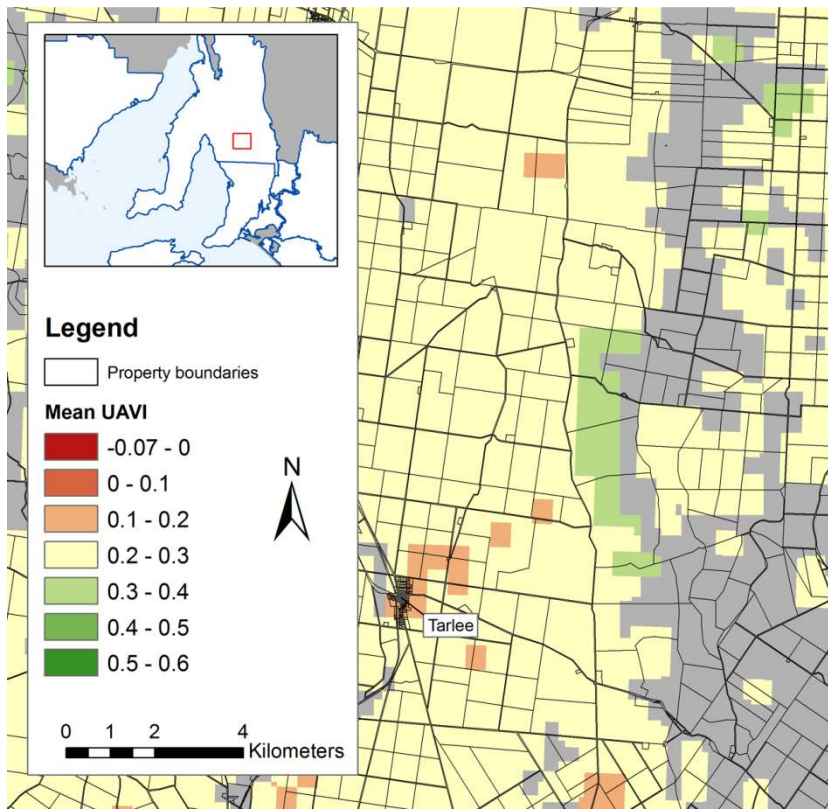 Legend
Property boundaries
Mean UAVI
-0.07 - 0
0 - 0.1
0.1 - 0.2
0.2 - 0.3
0.3 - 0.4
0.4 - 0.5
0.5 - 0.6
N
Tarlee
0 1 2 4
Kilometers